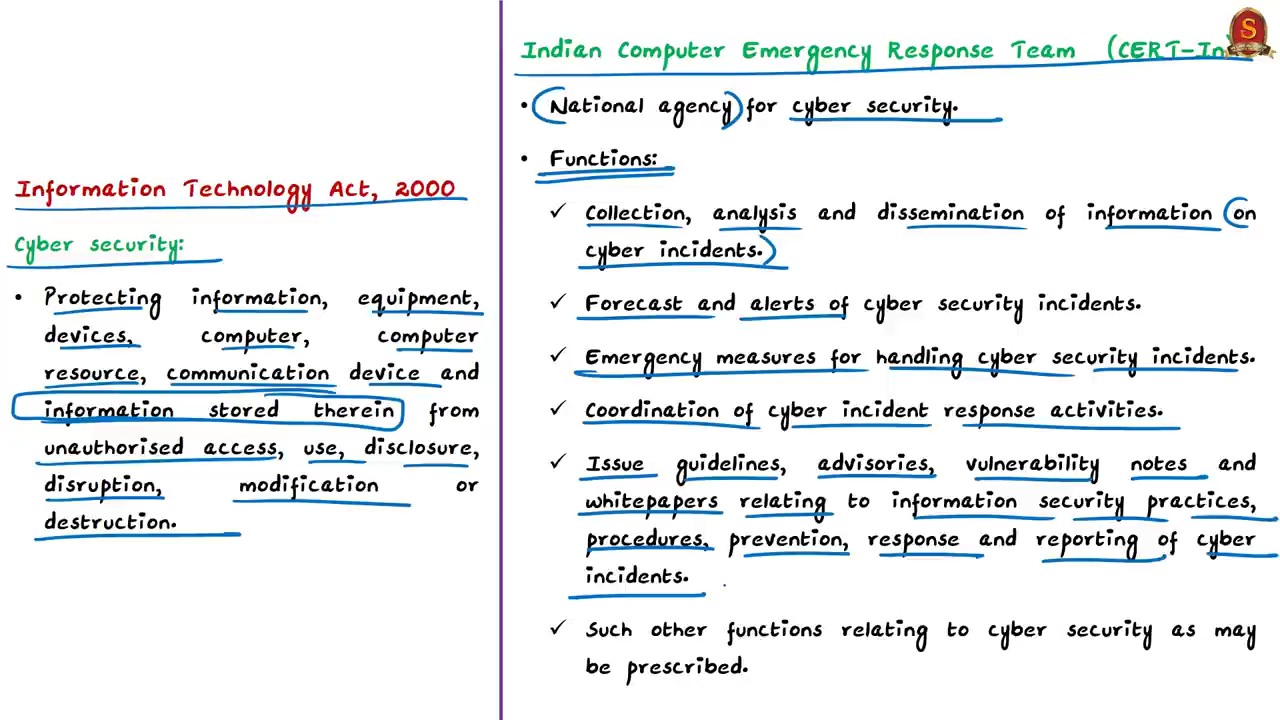 Information Technology Act, 2000
Cyber security:
• Protecting information, equipment,
devices, computer, computer
resource, communication device and
information stored therein from
unauthorised access, use, disclosure,
disruption, modification or
destruction.
Indian Computer Emergency Response Team (CERT-In)
• National agency for cyber security.
• Functions:
✓ Collection, analysis and dissemination of information on
cyber incidents.
✓ Forecast and alerts of cyber security incidents.
✓ Emergency measures for handling cyber security incidents.
✓ Coordination of cyber incident response activities.
✓ Issue guidelines, advisories, vulnerability notes and
whitepapers relating to information security practices,
procedures, prevention, response and reporting of cyber
incidents.
✓ Such other functions relating to cyber security as may
be prescribed.
S